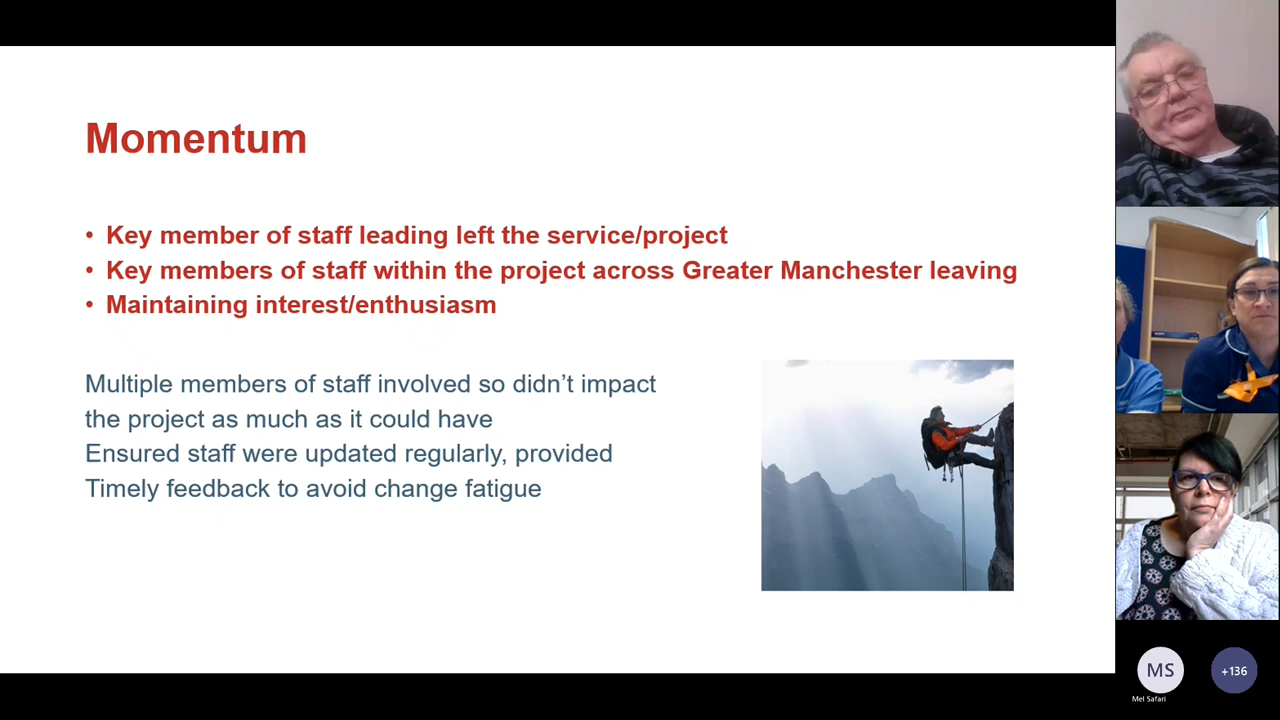 Momentum
• Key member of staff leading left the service/project
• Key members of staff within the project across Greater Manchester leaving
• Maintaining interest/enthusiasm
Multiple members of staff involved so didn’t impact
the project as much as it could have
Ensured staff were updated regularly, provided
Timely feedback to avoid change fatigue
MS
+136
Mel Safari